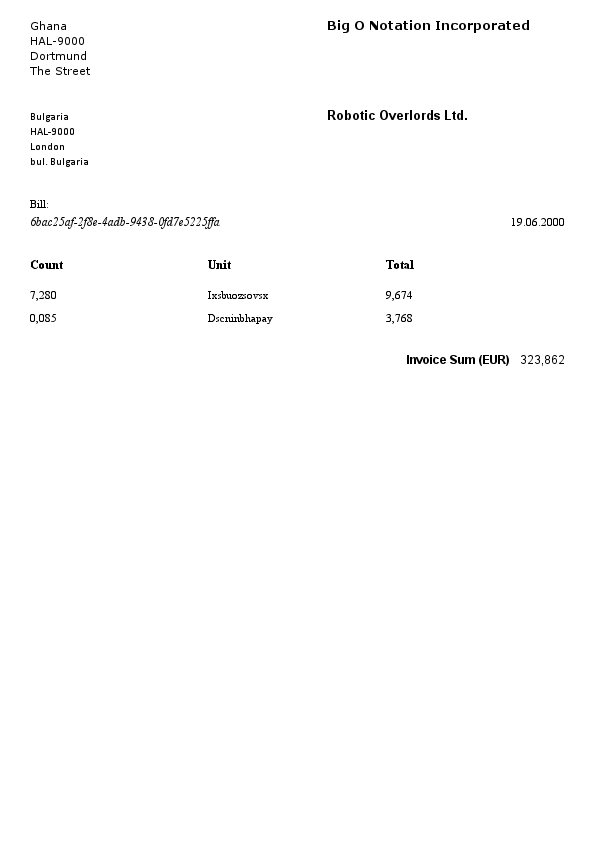 Ghana
HAL-9000
Dortmund
The Street
Big O Notation Incorporated
Bulgaria
HAL-9000
London
bul. Bulgaria
Robotic Overlords Ltd.
Bill:
6bac25af-2f8e-4adb-9438-0fd7e5225ffa 19.06.2000
Count Unit Total
7,280 Ixsbuozsovsx 9,674
0,085 Dscninbhapay 3,768
Invoice Sum (EUR) 323,862